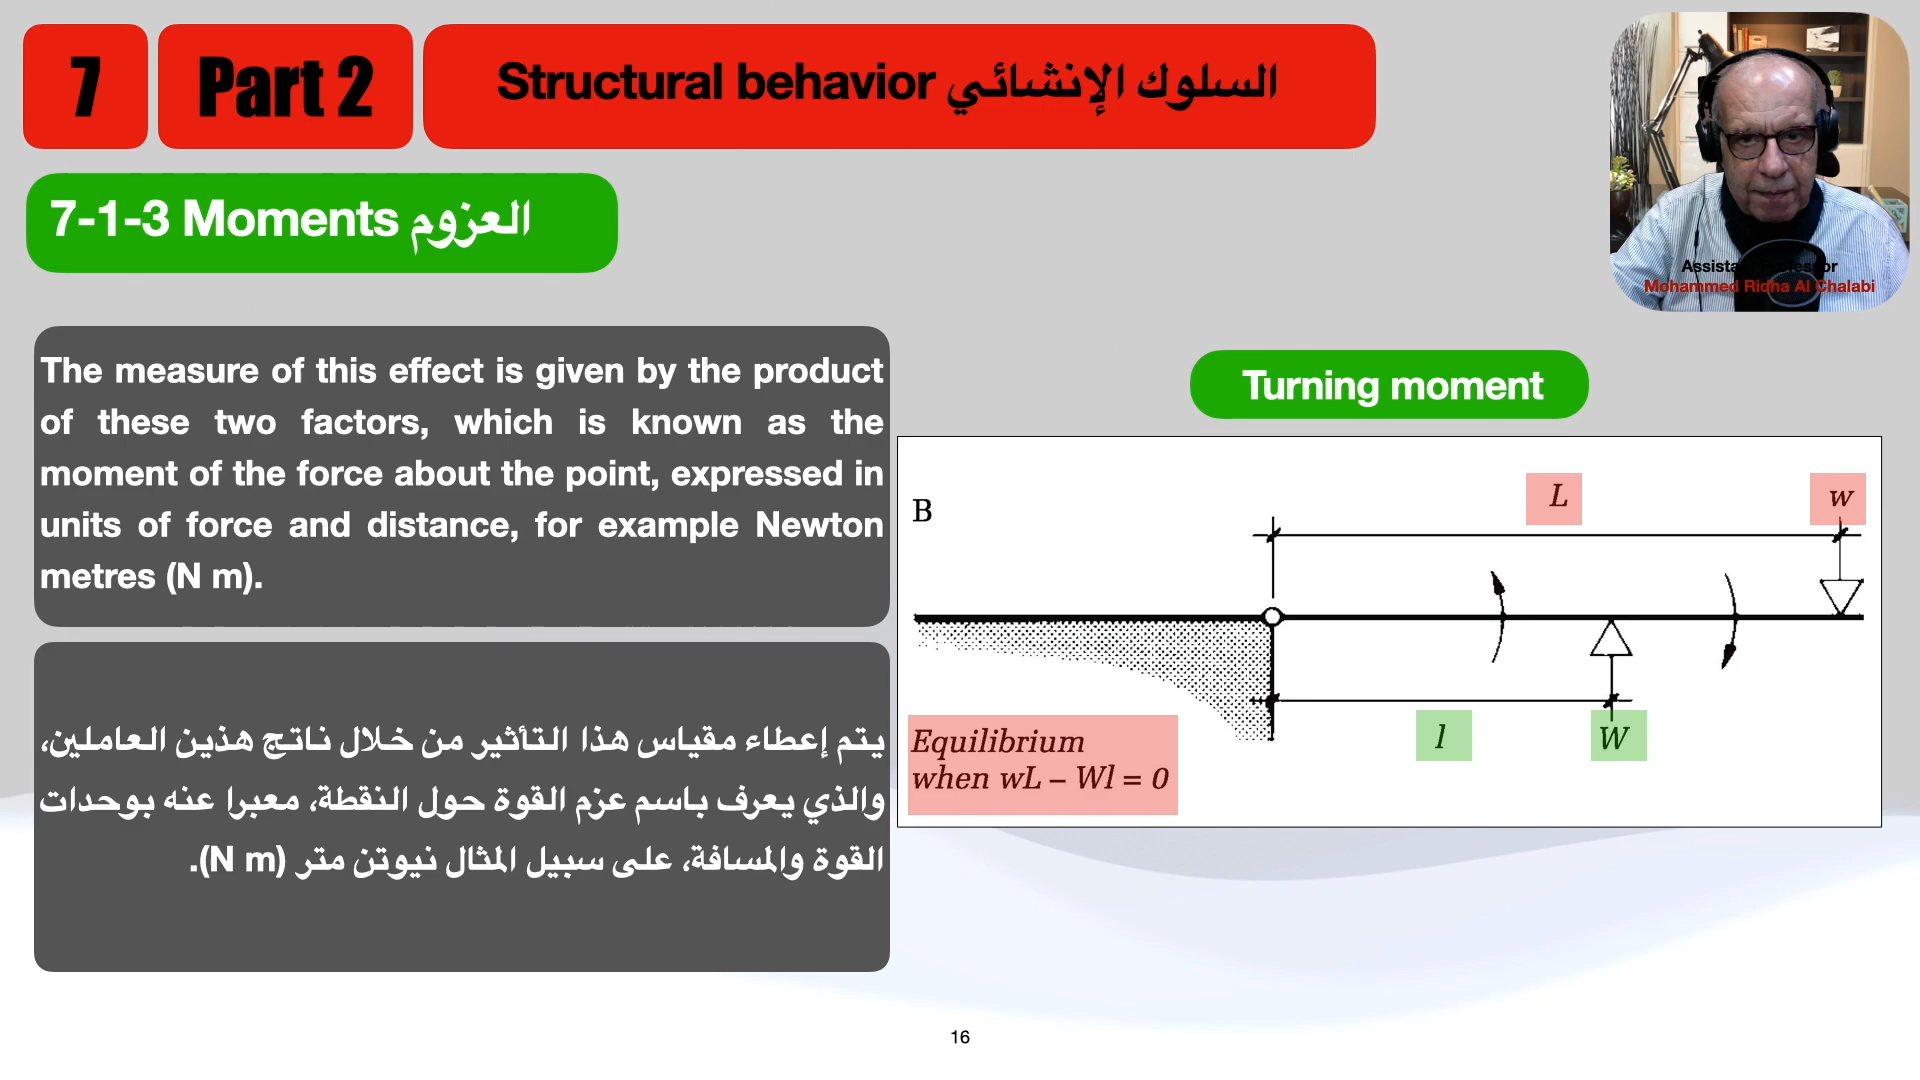 7
Part 2
Structural behavior السلوك الإنشائي
7-1-3 Moments العزوم
Assistant Professor
Mohammed Ridha Al Chalabi
The measure of this effect is given by the product
of these two factors, which is known as the
moment of the force about the point, expressed in
units of force and distance, for example Newton
metres (N m).
يتم إعطاء مقياس هذا التأثير من خلال ناتج هذين العاملين،
والذي يعرف باسم عزم القوة حول النقطة، معبرا عنه بوحدات
القوة والمسافة، على سبيل المثال نيوتن متر (N m).
Turning moment
L
w
B
l
W
Equilibrium
when wL – Wl = 0
16